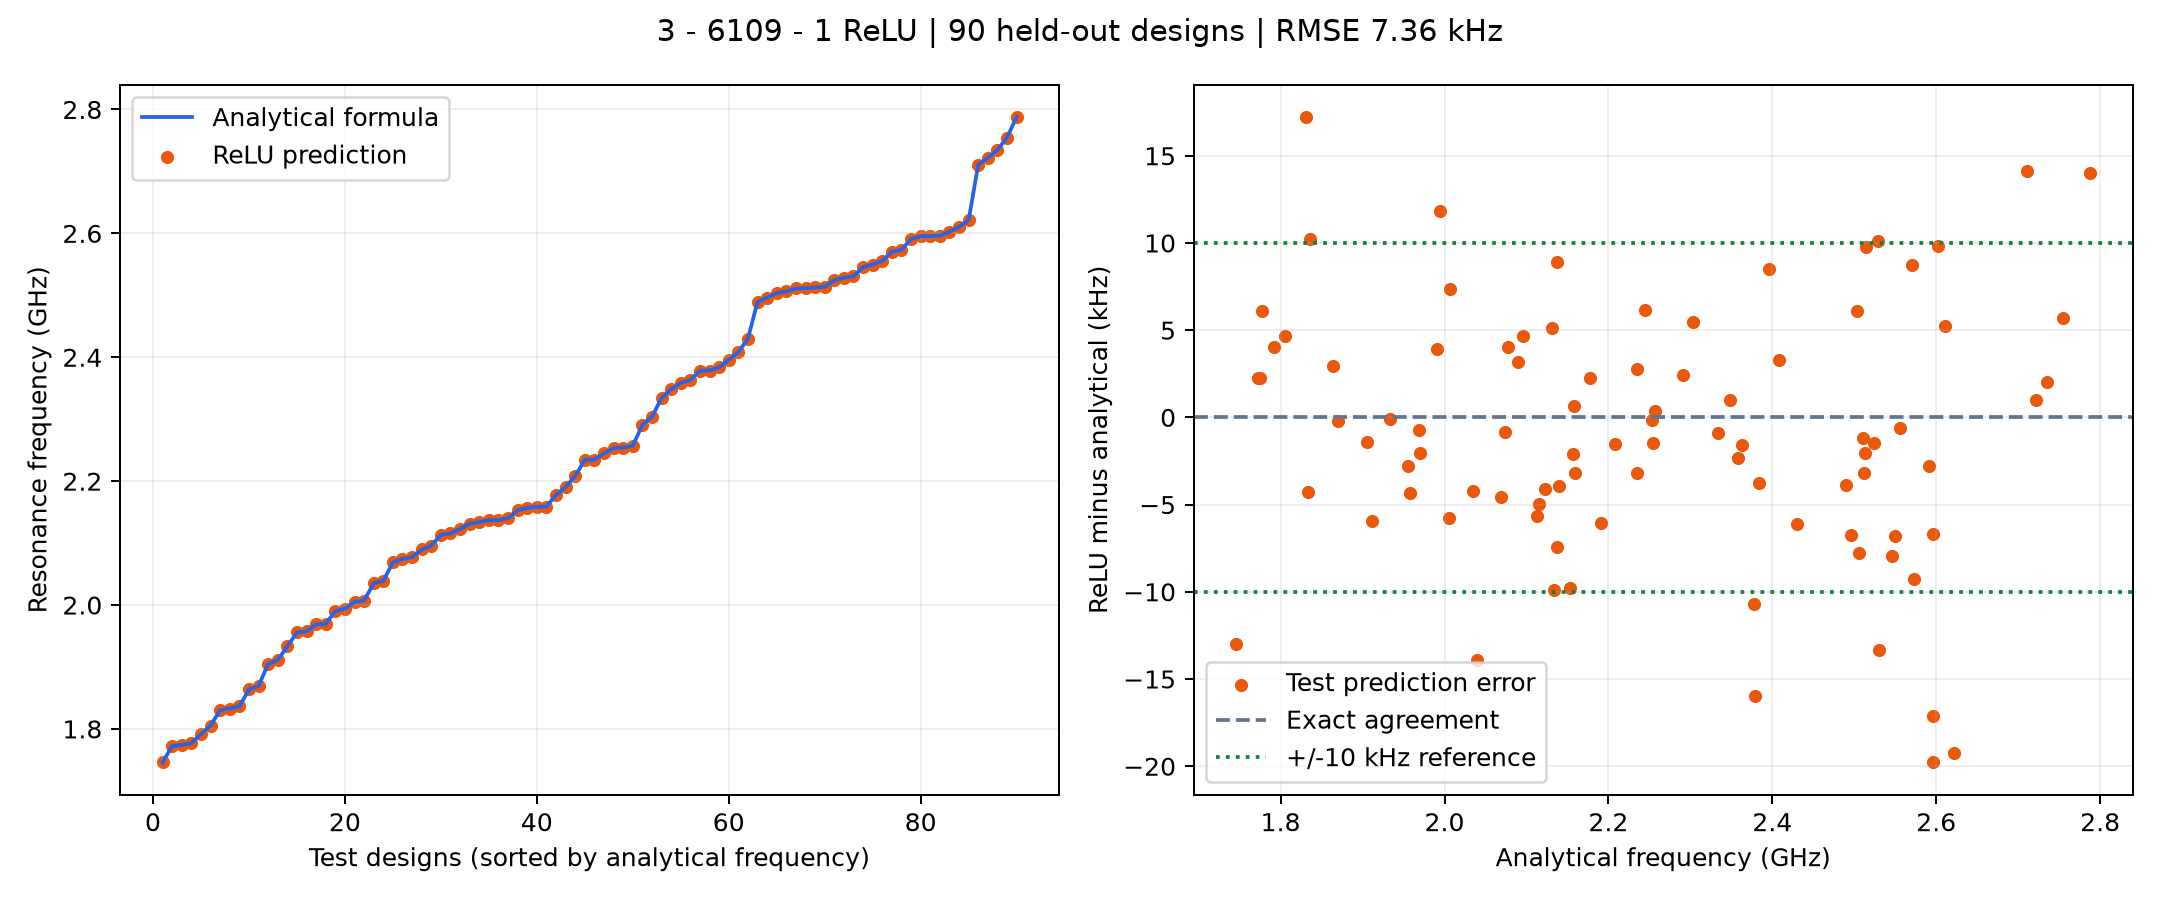 3 - 6109 - 1 ReLU | 90 held-out designs | RMSE 7.36 kHz
Analytical formula
ReLU prediction
Resonance frequency (GHz)
2.8
2.6
2.4
2.2
2.0
1.8
0
20
40
60
80
Test designs (sorted by analytical frequency)
ReLU minus analytical (kHz)
15
10
5
0
−5
−10
−15
−20
Test prediction error
Exact agreement
+/-10 kHz reference
1.8
2.0
2.2
2.4
2.6
2.8
Analytical frequency (GHz)